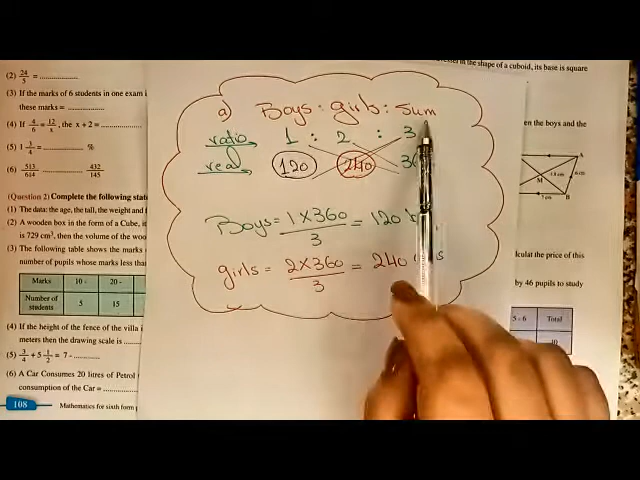 (2) 24/5 = ............
(3) If the marks of 6 students in one exam
these marks = ..................
(4) If 4/6 = 12/x, the x + 2 = ..............
(5) 1 3/4 = ................ %
(6) 513/614 432/145
(Question 2) Complete the following
(1) The data: the age, the tall, the weight and
(2) A wooden box in the form of a Cube,
is 729 cm³, then the volume of the
(3) The following table shows the marks
number of pupils whose marks less
Marks 10 - 20 -
Number of students 5 15
(4) If the height of the fence of the villa
meters then the drawing scale is
(5) 3/4 + 5 1/2 = 7 - ..........
(6) A Car Consumes 20 litres of Petrol
consumption of the Car = ..........
108 Mathematics for sixth form
a) Boys : girls : sum
ratio 1 : 2 : 3
real 120 240
Boys = 1 X 360 / 3 = 120
girls = 2 X 360 / 3 = 240
in the shape of a cuboid, its base is square
en the boys and the
A
M
B
7 cm
lculate the price of this
by 46 pupils to study
5 : 6 Total